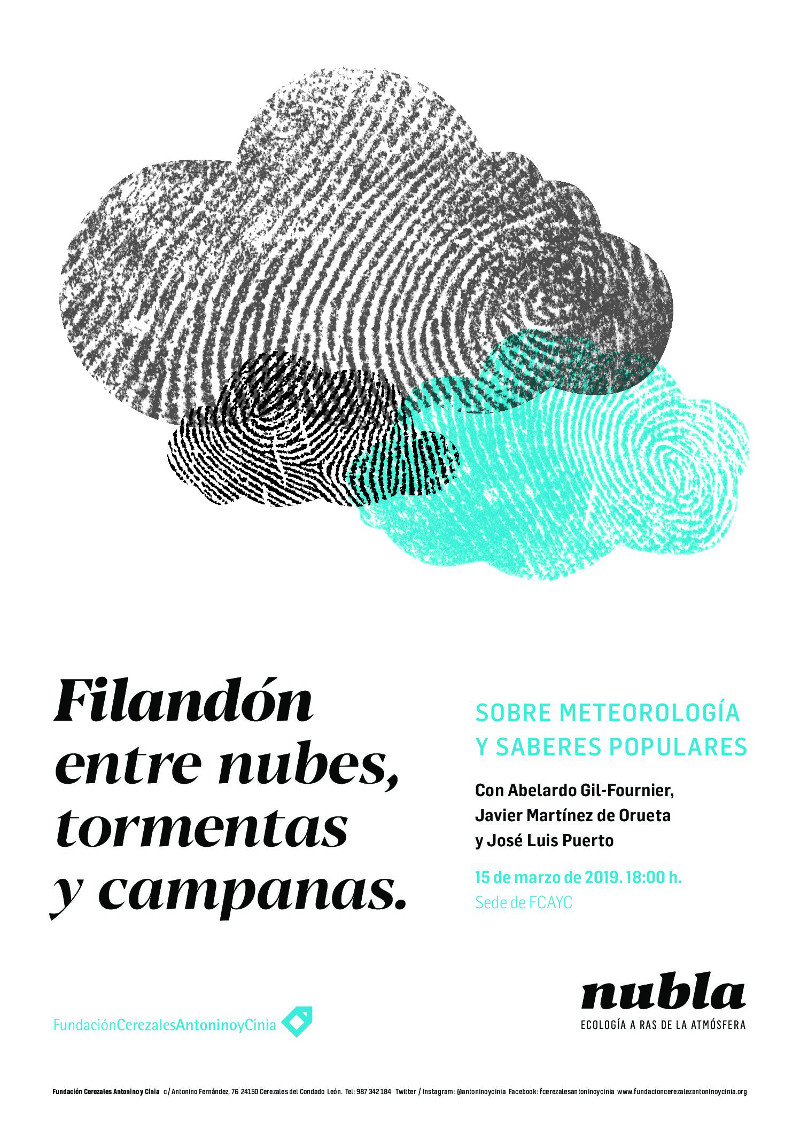 Filandón
entre nubes,
tormentas
y campanas.
SOBRE METEOROLOGÍA
Y SABERES POPULARES
Con Abelardo Gil-Fournier,
Javier Martínez de Orueta
y José Luis Puerto
15 de marzo de 2019. 18:00 h.
Sede de FCAYC
nubla
ECOLOGÍA A RAS DE LA ATMÓSFERA
FundaciónCerezalesAntoninoyCinia
Fundación Cerezales Antonino y Cinia c/ Antonino Fernández, 76 24150 Cerezales del Condado León. Tel: 987 342 184 Twitter / Instagram: @antoninoycinia Facebook: fcerezalesantoninoycinia www.fundacioncerezalezantoninoycinia.org